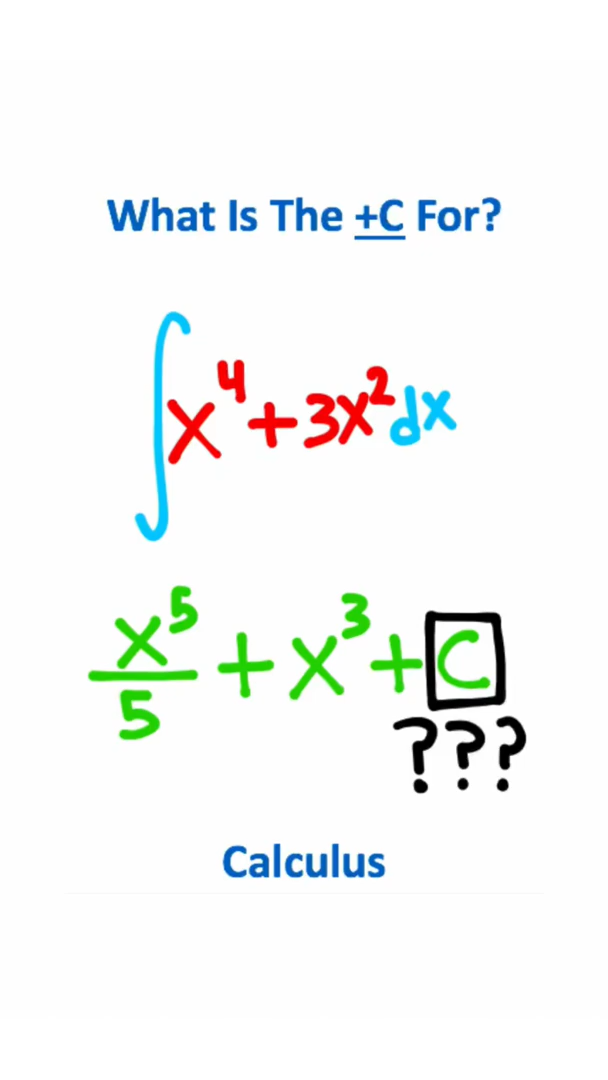 What Is The +C For?
∫x⁴+3x²dx
x⁵/5+x³+C
???
Calculus